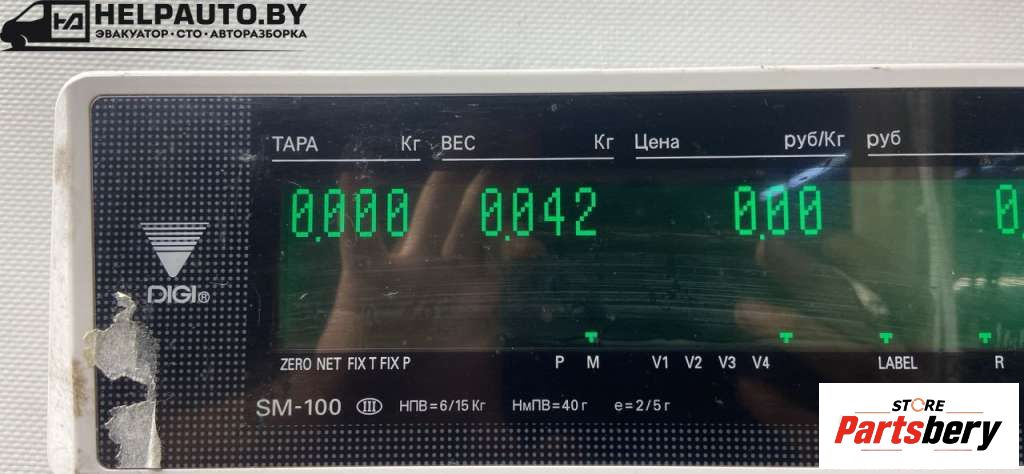 HELPAUTO.BY
ЭВАКУАТОР·СТО·АВТОРАЗБОРКА
ТАРА Кг ВЕС Кг Цена руб/Кг руб
0.000 0.042 0.00 0.
DIGI®
ZERO NET FIX T FIX P P M V1 V2 V3 V4 LABEL R
SM-100 III НПВ=6/15 Кг НмПВ=40 г e=2/5 г
STORE
Partsbery